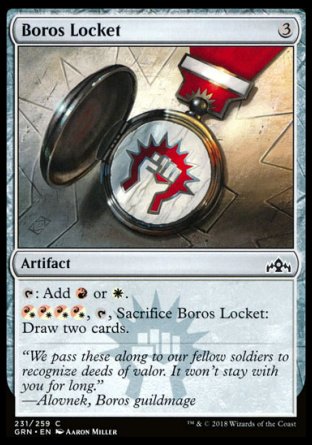 Boros Locket 3
Artifact
: Add or .
, , Sacrifice Boros Locket:
Draw two cards.
“We pass these along to our fellow soldiers to
recognize deeds of valor. It won’t stay with
you for long.”
—Alovnek, Boros guildmage
231/259 C
GRN • EN Aaron Miller
™ & © 2018 Wizards of the Coast